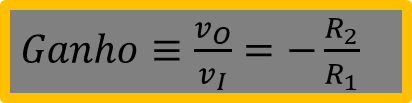 Ganho ≡ v_O / v_I = − R_2 / R_1